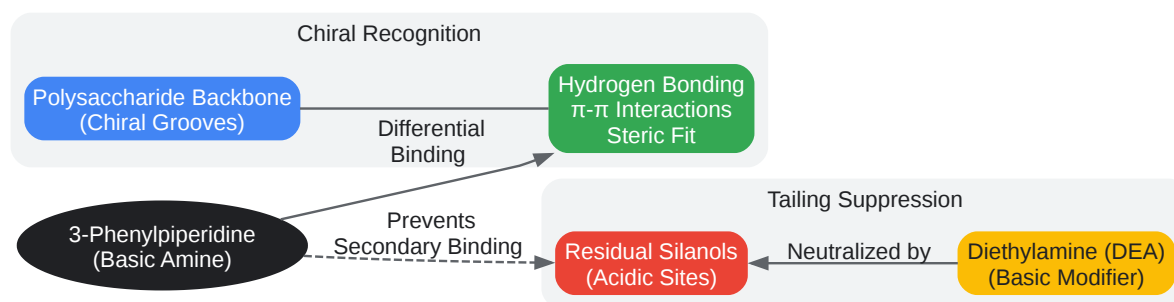 Chiral Recognition
Polysaccharide Backbone
(Chiral Grooves)
Hydrogen Bonding
π-π Interactions
Steric Fit
Differential
Binding
Tailing Suppression
3-Phenylpiperidine
(Basic Amine)
Prevents
Secondary Binding
Residual Silanols
(Acidic Sites)
Neutralized by
Diethylamine (DEA)
(Basic Modifier)